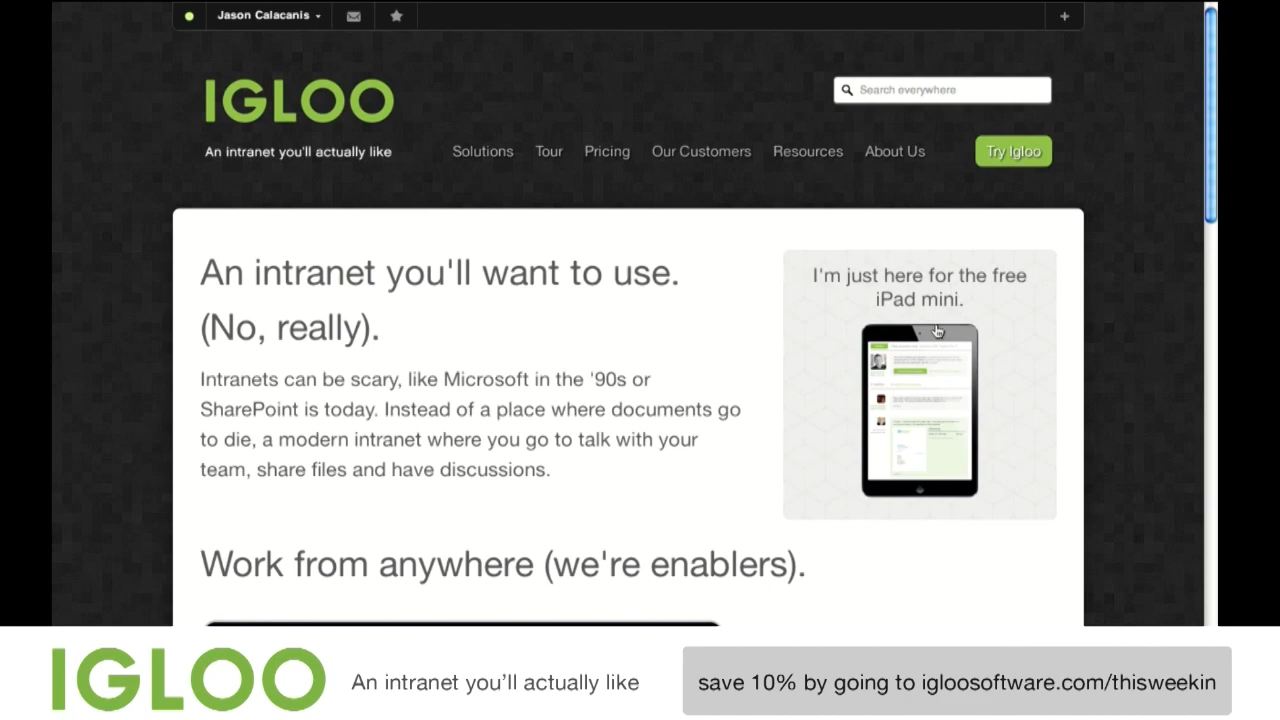 Jason Calacanis
IGLOO
An intranet you'll actually like
Search everywhere
Solutions Tour Pricing Our Customers Resources About Us Try Igloo
An intranet you'll want to use.
(No, really).
Intranets can be scary, like Microsoft in the '90s or
SharePoint is today. Instead of a place where documents go
to die, a modern intranet where you go to talk with your
team, share files and have discussions.
I'm just here for the free
iPad mini.
Work from anywhere (we're enablers).
IGLOO An intranet you’ll actually like save 10% by going to igloosoftware.com/thisweekin